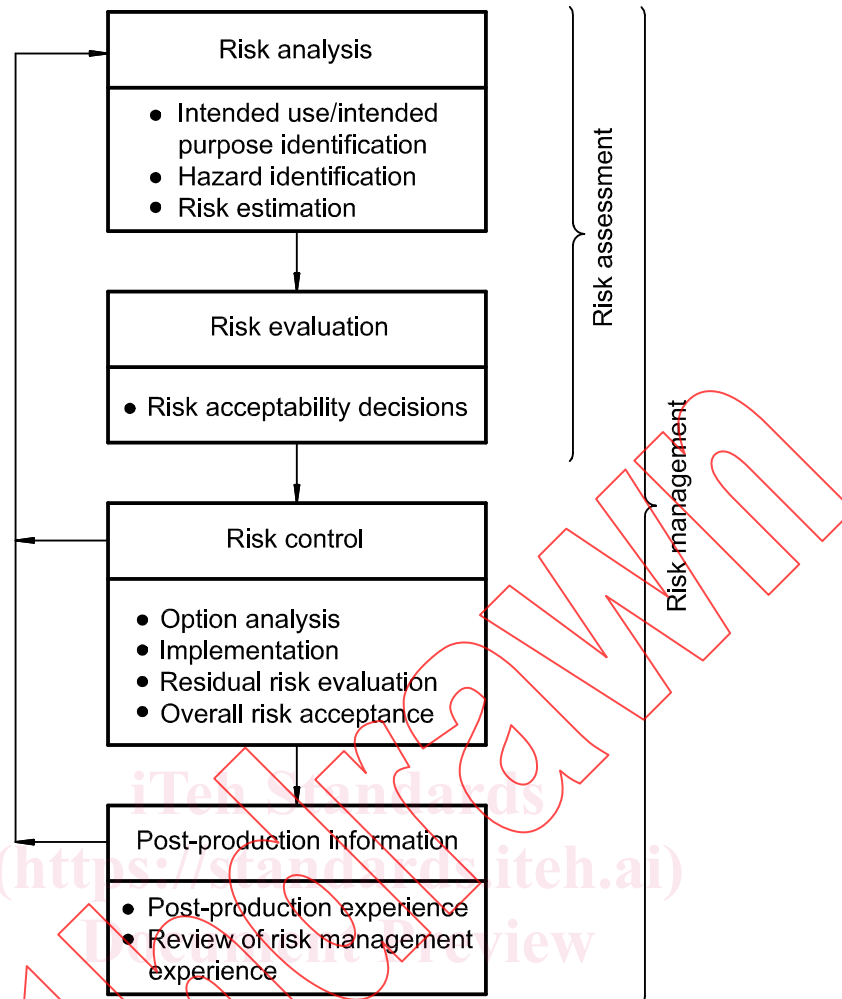 Risk analysis
● Intended use/intended
purpose identification
● Hazard identification
● Risk estimation
Risk evaluation
● Risk acceptability decisions
Risk control
● Option analysis
● Implementation
● Residual risk evaluation
● Overall risk acceptance
Post-production information
● Post-production experience
● Review of risk management
experience
Risk assessment
Risk management
iTeh Standards
(https://standards.iteh.ai)
Document Preview